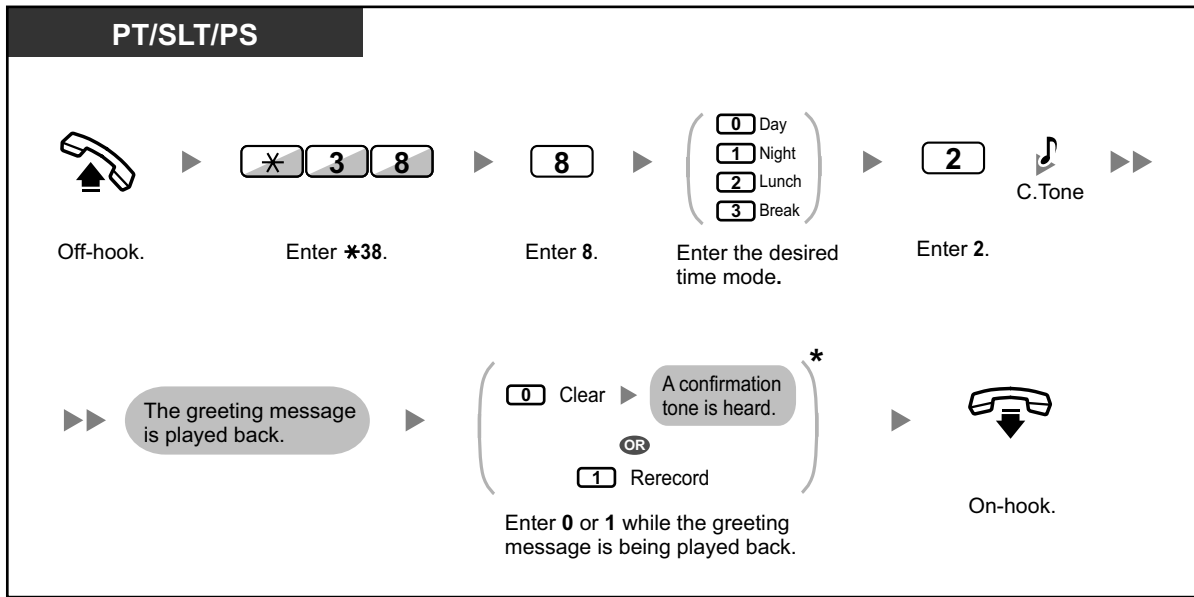 PT/SLT/PS
0 Day
1 Night
2 Lunch
3 Break
* 3 8
8
2
C.Tone
Off-hook.
Enter *38.
Enter 8.
Enter the desired
time mode.
Enter 2.
The greeting message
is played back.
0 Clear
A confirmation
tone is heard.
*
OR
1 Rerecord
Enter 0 or 1 while the greeting
message is being played back.
On-hook.